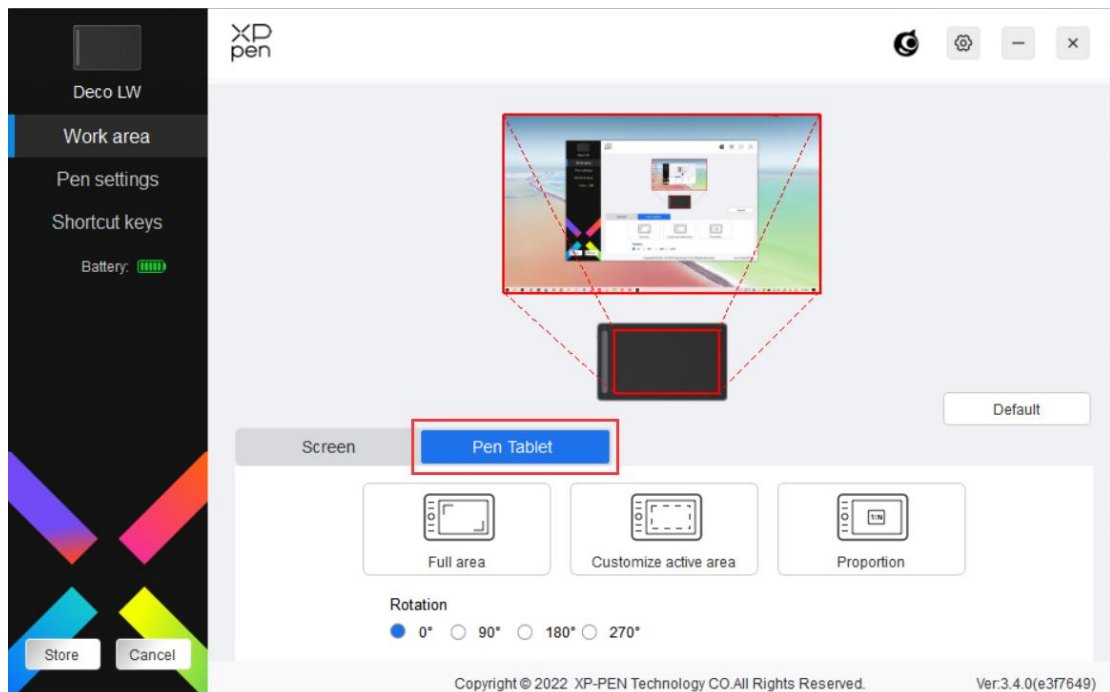 XP
pen
Deco LW
Work area
Pen settings
Shortcut keys
Battery:
Default
Screen
Pen Tablet
Full area
Customize active area
1:N
Proportion
Rotation
0°
90°
180°
270°
Store
Cancel
Copyright © 2022 XP-PEN Technology CO.All Rights Reserved.
Ver:3.4.0(e3f7649)